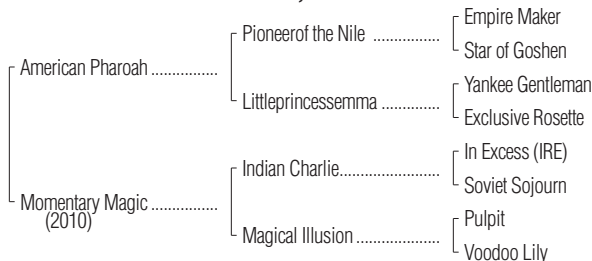 Empire Maker
Pioneerof the Nile ................
Star of Goshen
American Pharoah ...............
Yankee Gentleman
Littleprincessemma ..............
Exclusive Rosette
In Excess (IRE)
Indian Charlie.......................
Soviet Sojourn
Momentary Magic ...............
(2010)
Pulpit
Magical Illusion ...................
Voodoo Lily